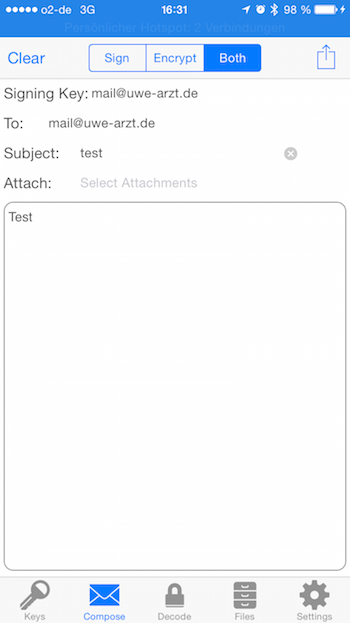 o2-de 3G 16:31 98 %
Persönlicher Hotspot: 2 Verbindungen
Clear Sign Encrypt Both
Signing Key: mail@uwe-arzt.de
To: mail@uwe-arzt.de
Subject: test
Attach: Select Attachments
Test
Keys Compose Decode Files Settings